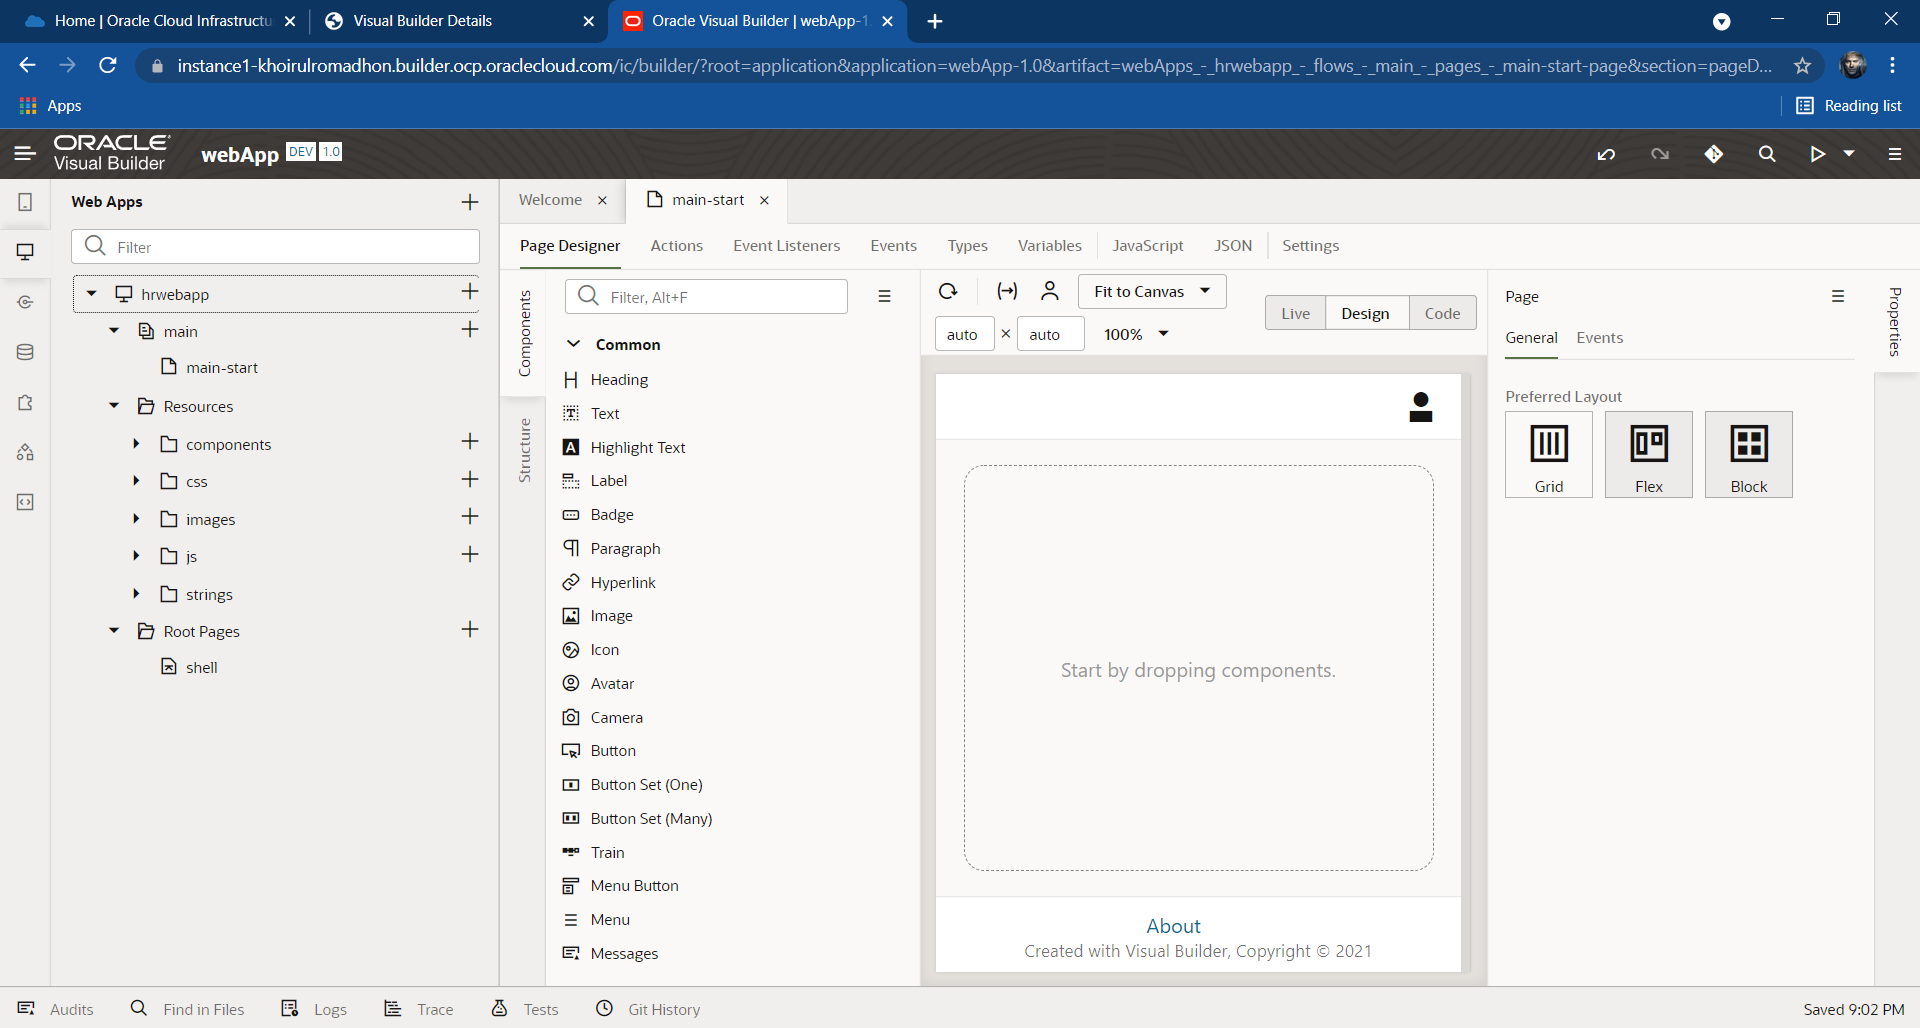 Home | Oracle Cloud Infrastructu
Visual Builder Details
Oracle Visual Builder | webApp-1
instance1-khoirulromadhon.builder.ocp.oraclecloud.com/ic/builder/?root=application&application=webApp-1.0&artifact=webApps_-_hrwebapp_-_flows_-_main_-_pages_-_main-start-page&section=pageD...
Apps
Reading list
ORACLE
Visual Builder
webApp DEV 1.0
Web Apps
Filter
hrwebapp
main
main-start
Resources
components
css
images
js
strings
Root Pages
shell
Welcome
main-start
Page Designer
Actions
Event Listeners
Events
Types
Variables
JavaScript
JSON
Settings
Components
Structure
Filter, Alt+F
Common
Heading
Text
Highlight Text
Label
Badge
Paragraph
Hyperlink
Image
Icon
Avatar
Camera
Button
Button Set (One)
Button Set (Many)
Train
Menu Button
Menu
Messages
Fit to Canvas
auto × auto
100%
Live
Design
Code
Start by dropping components.
About
Created with Visual Builder, Copyright © 2021
Page
General
Events
Preferred Layout
Grid
Flex
Block
Properties
Audits
Find in Files
Logs
Trace
Tests
Git History
Saved 9:02 PM